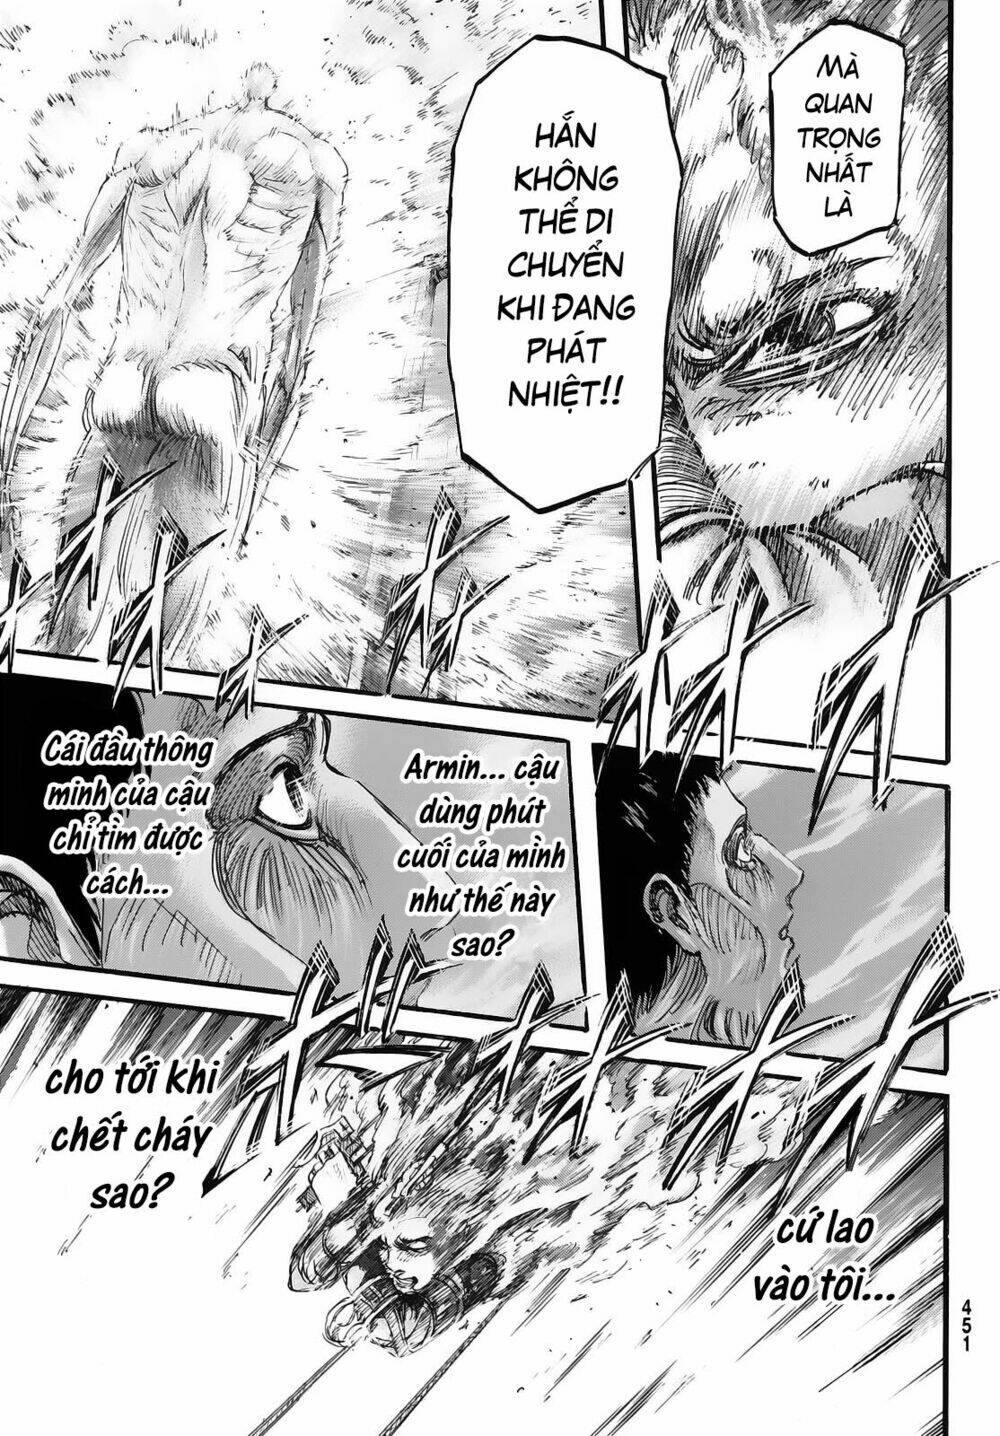 MÀ
QUAN
TRỌNG
NHẤT
LÀ
HẮN
KHÔNG
THỂ DI
CHUYỂN
KHI ĐANG
PHÁT
NHIỆT!!
Armin... cậu
dùng phút
cuối của mình
như thế này
sao?
Cái đầu thông
minh của cậu
chỉ tìm được
cách...
cứ lao
vào tôi...
cho tới khi
chết cháy
sao?
451